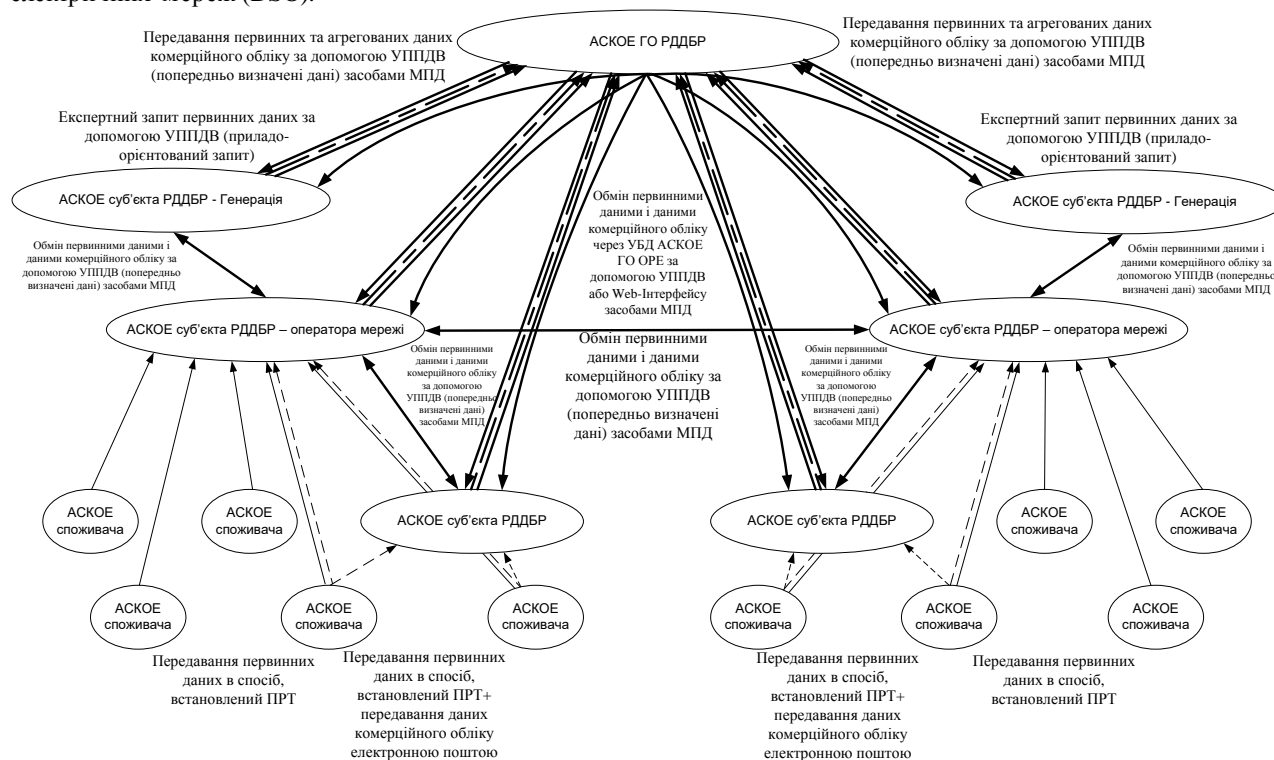 електричних мереж (DSO).
Передавання первинних та агрегованих даних
комерційного обліку за допомогою УППДВ
(попередньо визначені дані) засобами МПД
АСКОЕ ГО РДДБР
Передавання первинних та агрегованих даних
комерційного обліку за допомогою УППДВ
(попередньо визначені дані) засобами МПД
Експертний запит первинних даних за
допомогою УППДВ (приладо-
орієнтований запит)
Експертний запит первинних даних за
допомогою УППДВ (приладо-
орієнтований запит)
АСКОЕ суб'єкта РДДБР - Генерація
АСКОЕ суб'єкта РДДБР - Генерація
Обмін первинними
даними і даними
комерційного обліку
через УБД АСКОЕ
ГО ОРЕ за
допомогою УППДВ
або Web-Інтерфейсу
засобами МПД
Обмін первинними даними і
даними комерційного обліку за
допомогою УППДВ (попередньо
визначені дані) засобами МПД
Обмін первинними даними і
даними комерційного обліку за
допомогою УППДВ (попередньо
визначені дані) засобами МПД
АСКОЕ суб'єкта РДДБР – оператора мережі
АСКОЕ суб'єкта РДДБР – оператора мережі
Обмін первинними
даними і даними
комерційного обліку
за допомогою
УППДВ (попередньо
визначені дані)
засобами МПД
Обмін первинними
даними і даними
комерційного обліку за
допомогою УППДВ
(попередньо визначені
дані) засобами МПД
Обмін первинними
даними і даними
комерційного обліку
за допомогою
УППДВ (попередньо
визначені дані)
засобами МПД
АСКОЕ
споживача
АСКОЕ
споживача
АСКОЕ суб'єкта РДДБР
АСКОЕ суб'єкта РДДБР
АСКОЕ
споживача
АСКОЕ
споживача
АСКОЕ
споживача
АСКОЕ
споживача
АСКОЕ
споживача
АСКОЕ
споживача
АСКОЕ
споживача
АСКОЕ
споживача
Передавання первинних
даних в спосіб,
встановлений ПРТ
Передавання первинних
даних в спосіб,
встановлений ПРТ+
передавання даних
комерційного обліку
електронною поштою
Передавання первинних
даних в спосіб,
встановлений ПРТ+
передавання даних
комерційного обліку
електронною поштою
Передавання первинних
даних в спосіб,
встановлений ПРТ